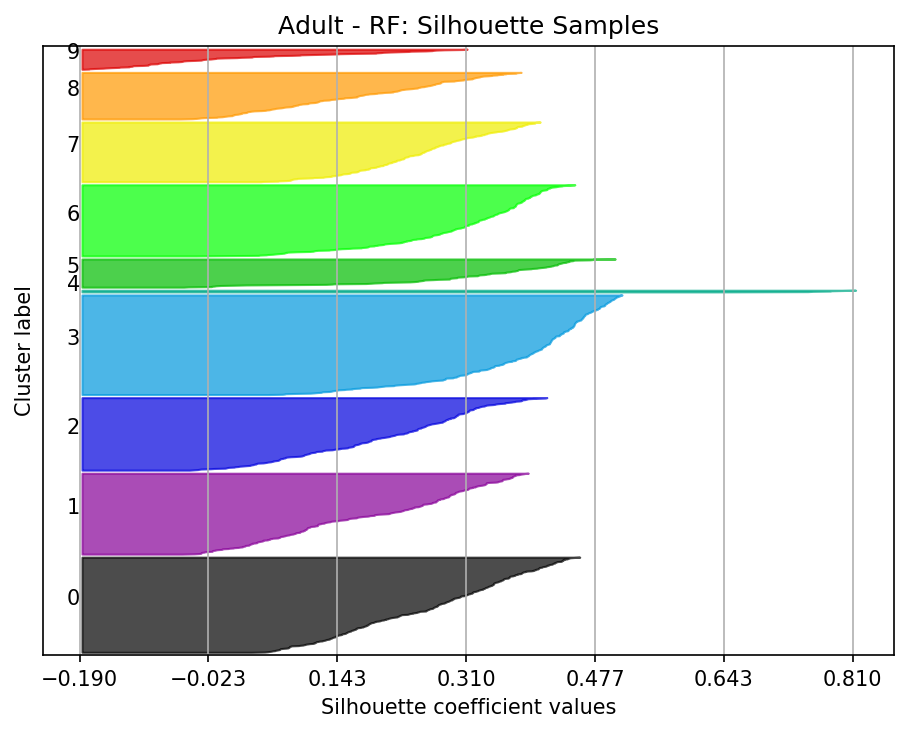 Adult - RF: Silhouette Samples
9
8
7
6
5
4
3
2
1
0
Cluster label
−0.190 −0.023 0.143 0.310 0.477 0.643 0.810
Silhouette coefficient values